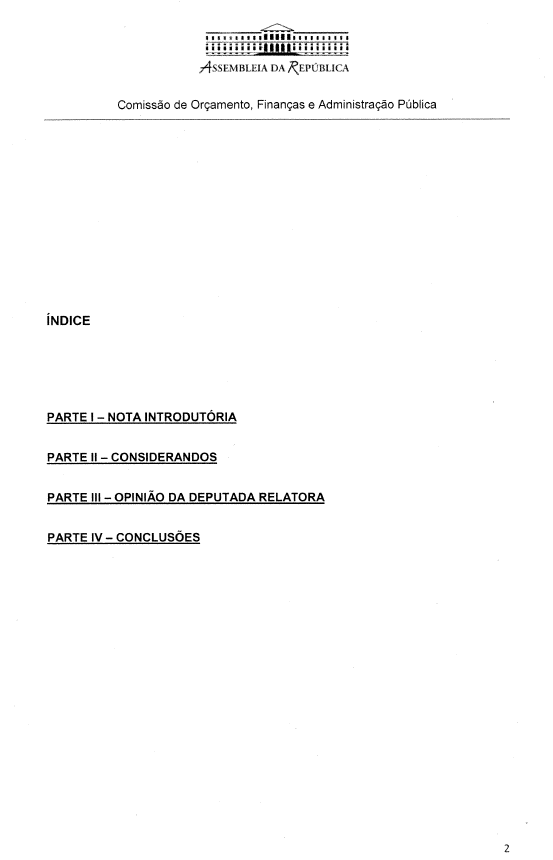 ASSEMBLEIA DA REPÚBLICA
Comissão de Orçamento, Finanças e Administração Pública
ÍNDICE
PARTE I – NOTA INTRODUTÓRIA
PARTE II – CONSIDERANDOS
PARTE III – OPINIÃO DA DEPUTADA RELATORA
PARTE IV – CONCLUSÕES
2